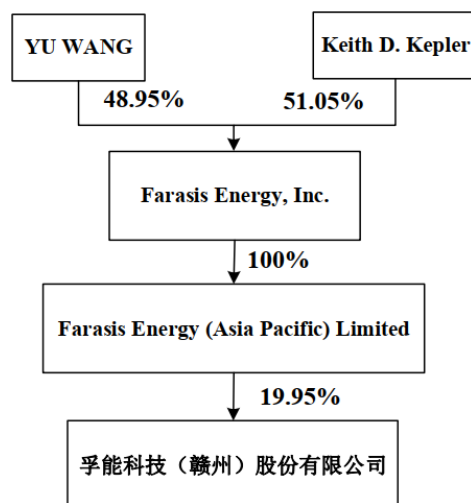 YU WANG
Keith D. Kepler
48.95%
51.05%
Farasis Energy, Inc.
100%
Farasis Energy (Asia Pacific) Limited
19.95%
孚能科技（赣州）股份有限公司